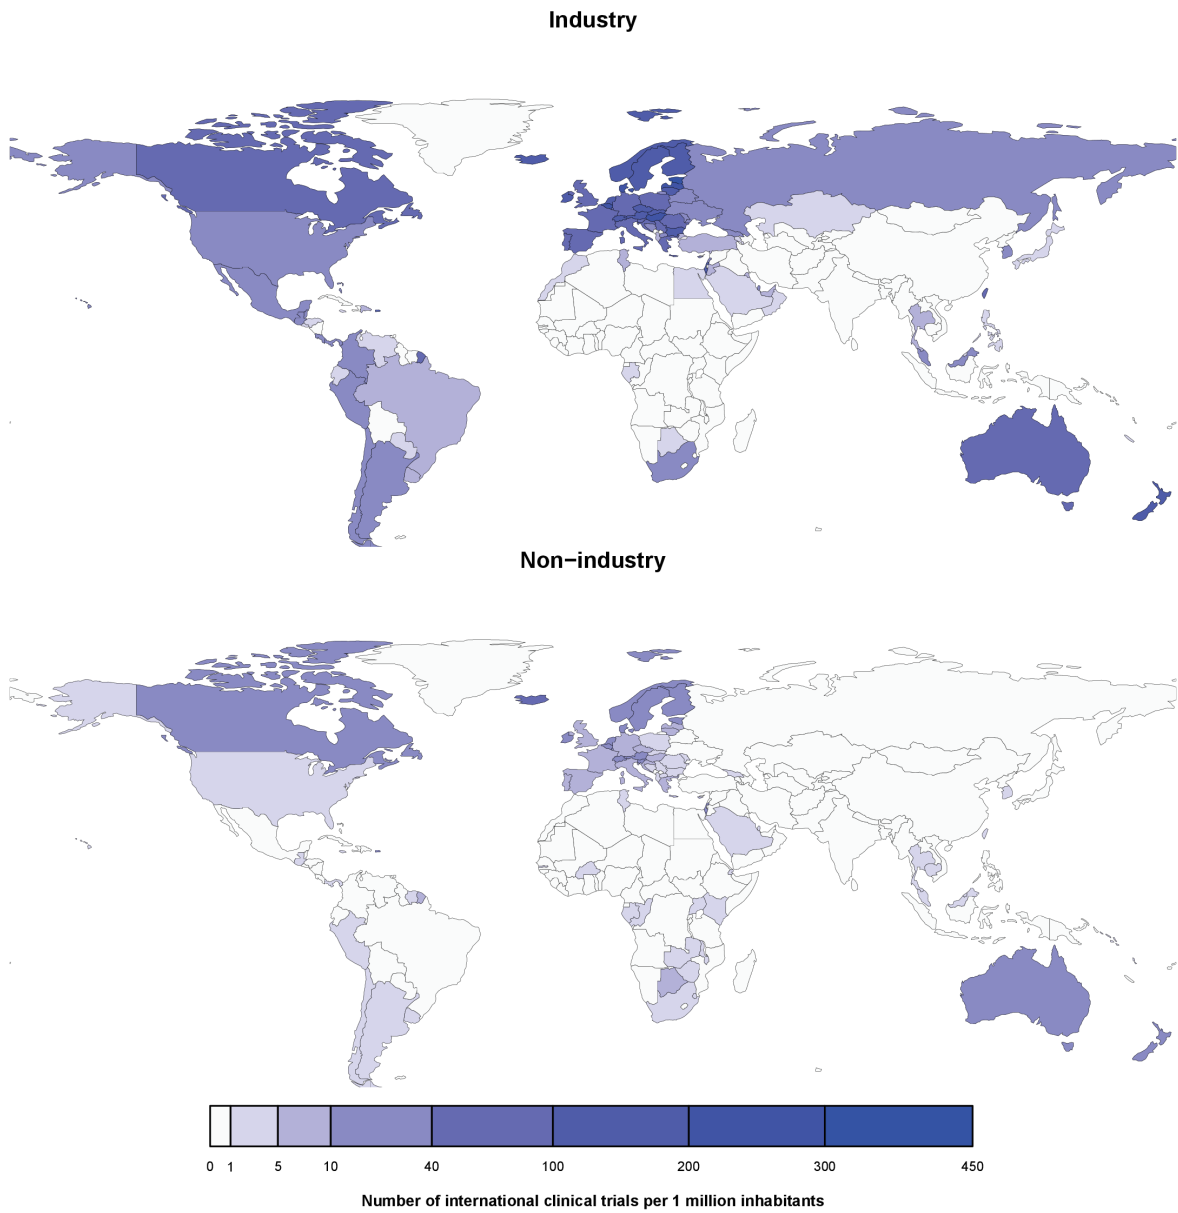 Industry
Non−industry
0 1 5 10 40 100 200 300 450
Number of international clinical trials per 1 million inhabitants